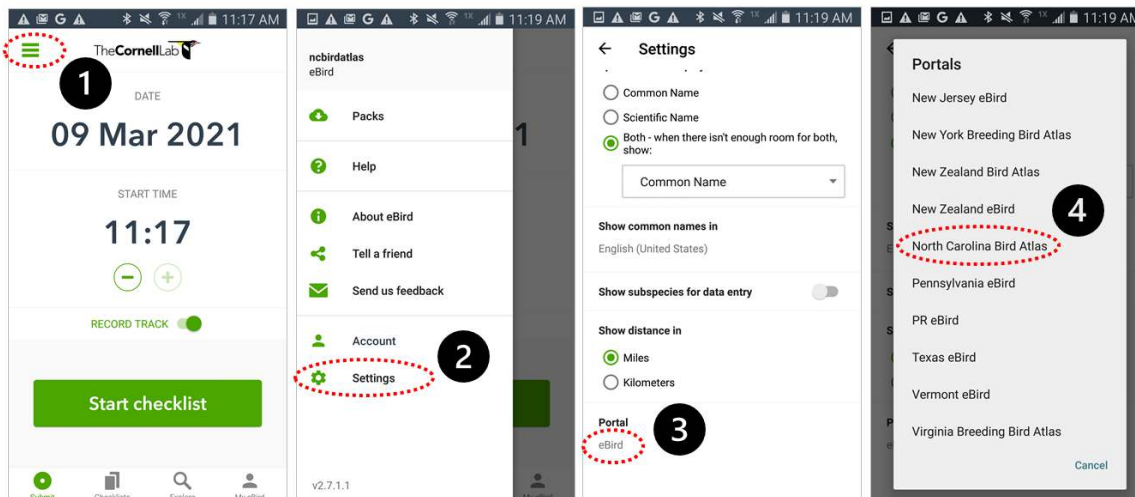 11:17 AM
TheCornellLab
1
DATE
09 Mar 2021
START TIME
11:17
RECORD TRACK
Start checklist
Submit
Checklists
Explore
My eBird
11:19 AM
ncbirdatlas
eBird
Packs
1
Help
About eBird
Tell a friend
Send us feedback
Account
2
Settings
v2.7.1.1
11:19 AM
Settings
Common Name
Scientific Name
Both - when there isn't enough room for both,
show:
Common Name
Show common names in
English (United States)
Show subspecies for data entry
Show distance in
Miles
Kilometers
Portal
eBird
3
11:19 AM
Portals
New Jersey eBird
New York Breeding Bird Atlas
New Zealand Bird Atlas
New Zealand eBird
4
North Carolina Bird Atlas
Pennsylvania eBird
PR eBird
Texas eBird
Vermont eBird
Virginia Breeding Bird Atlas
Cancel